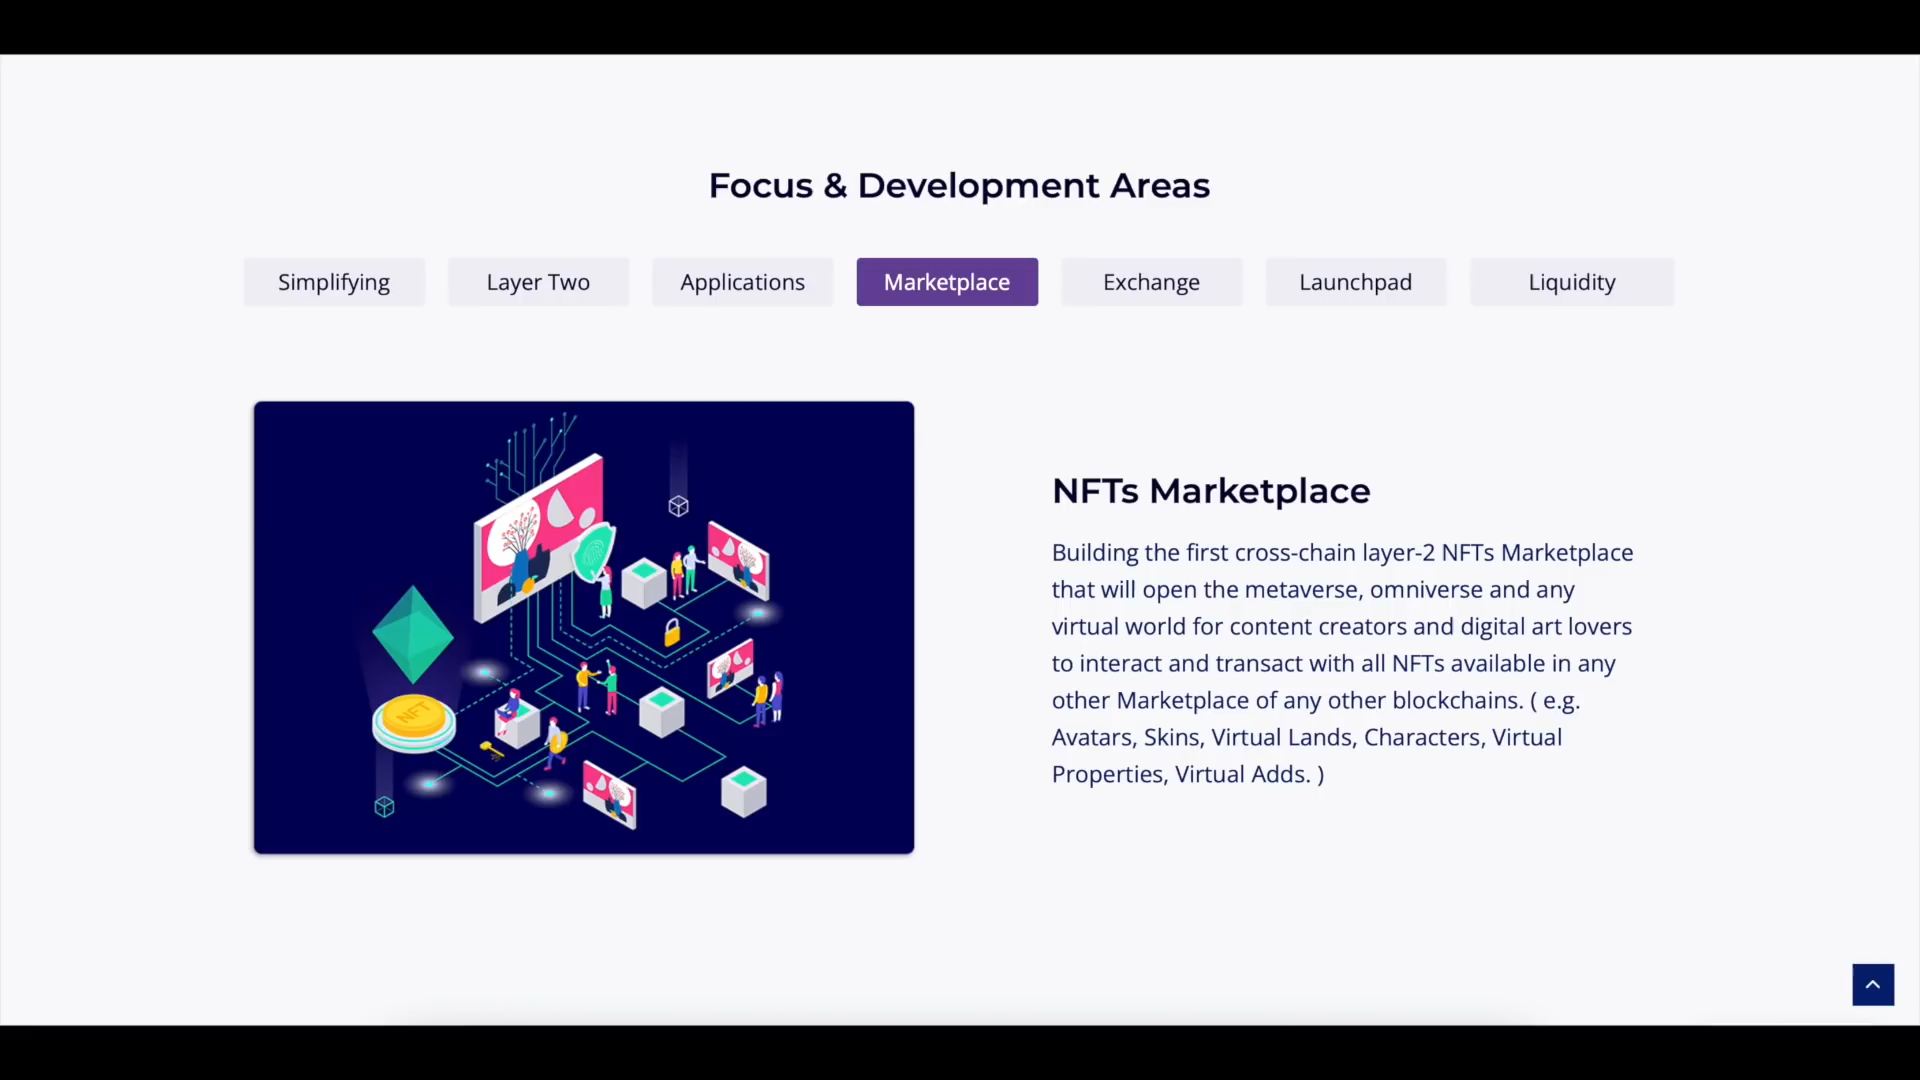 Focus & Development Areas
Simplifying
Layer Two
Applications
Marketplace
Exchange
Launchpad
Liquidity
NFT
NFTs Marketplace
Building the first cross-chain layer-2 NFTs Marketplace
that will open the metaverse, omniverse and any
virtual world for content creators and digital art lovers
to interact and transact with all NFTs available in any
other Marketplace of any other blockchains. ( e.g.
Avatars, Skins, Virtual Lands, Characters, Virtual
Properties, Virtual Adds. )